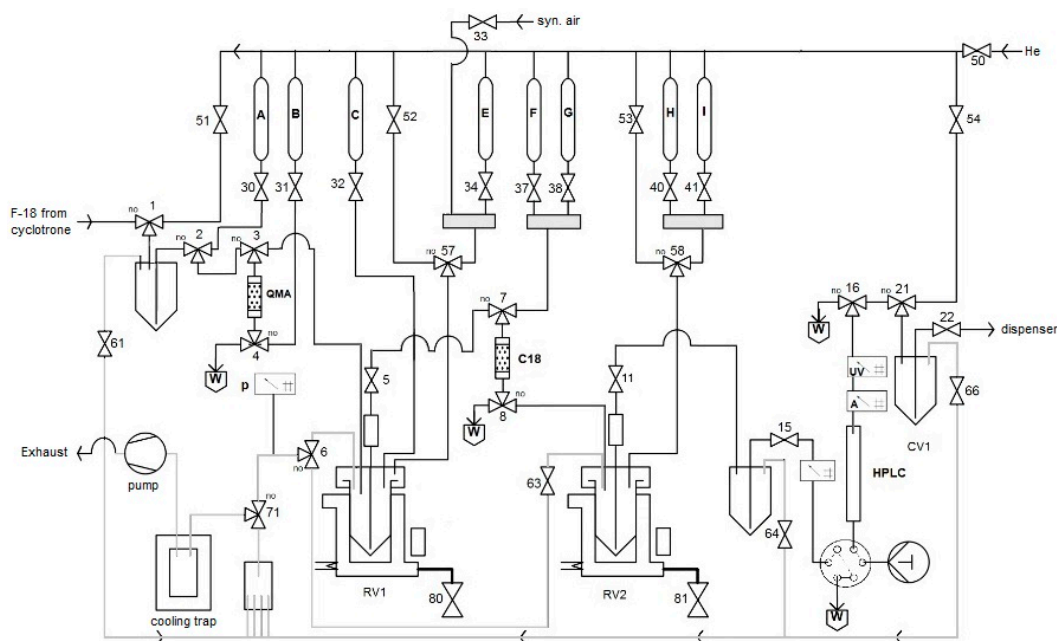 syn. air
33
He
50
51
A
B
C
52
E
F
G
53
H
I
54
30
31
32
34
37
38
40
41
F-18 from
cyclotrone
no
1
no
2
no
3
no
57
no
58
QMA
no
7
no
16
no
21
22
dispenser
61
no
4
W
p
5
C18
11
W
UV
66
A
no
8
W
15
CV1
Exhaust
pump
6
no
63
HPLC
no
71
64
cooling trap
RV1
80
RV2
81
W